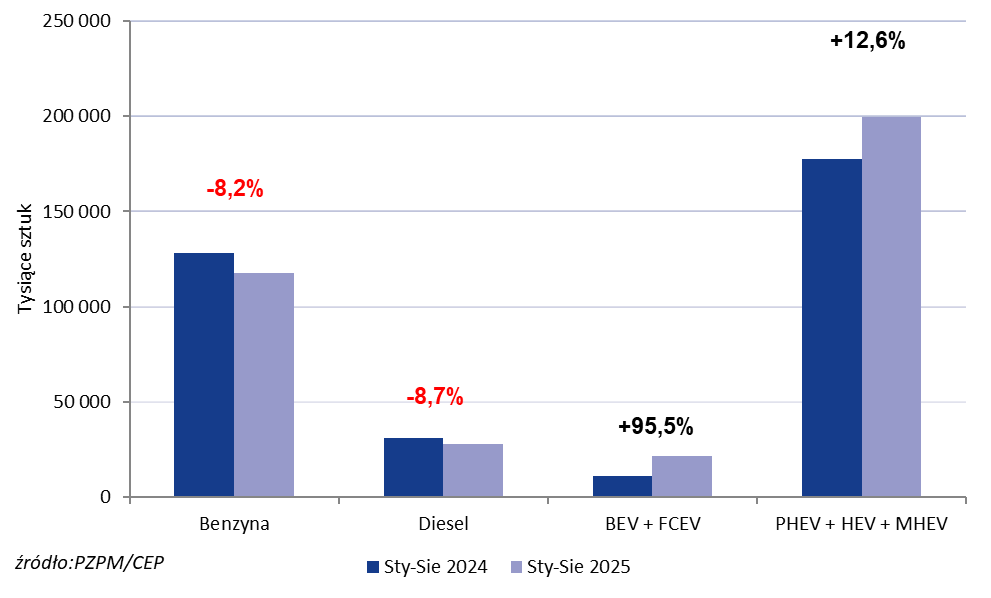 250 000
+12,6%
200 000
-8,2%
150 000
Tysiące sztuk
100 000
-8,7%
50 000
+95,5%
0
Benzyna
Diesel
BEV + FCEV
PHEV + HEV + MHEV
źródło:PZPM/CEP
Sty-Sie 2024
Sty-Sie 2025